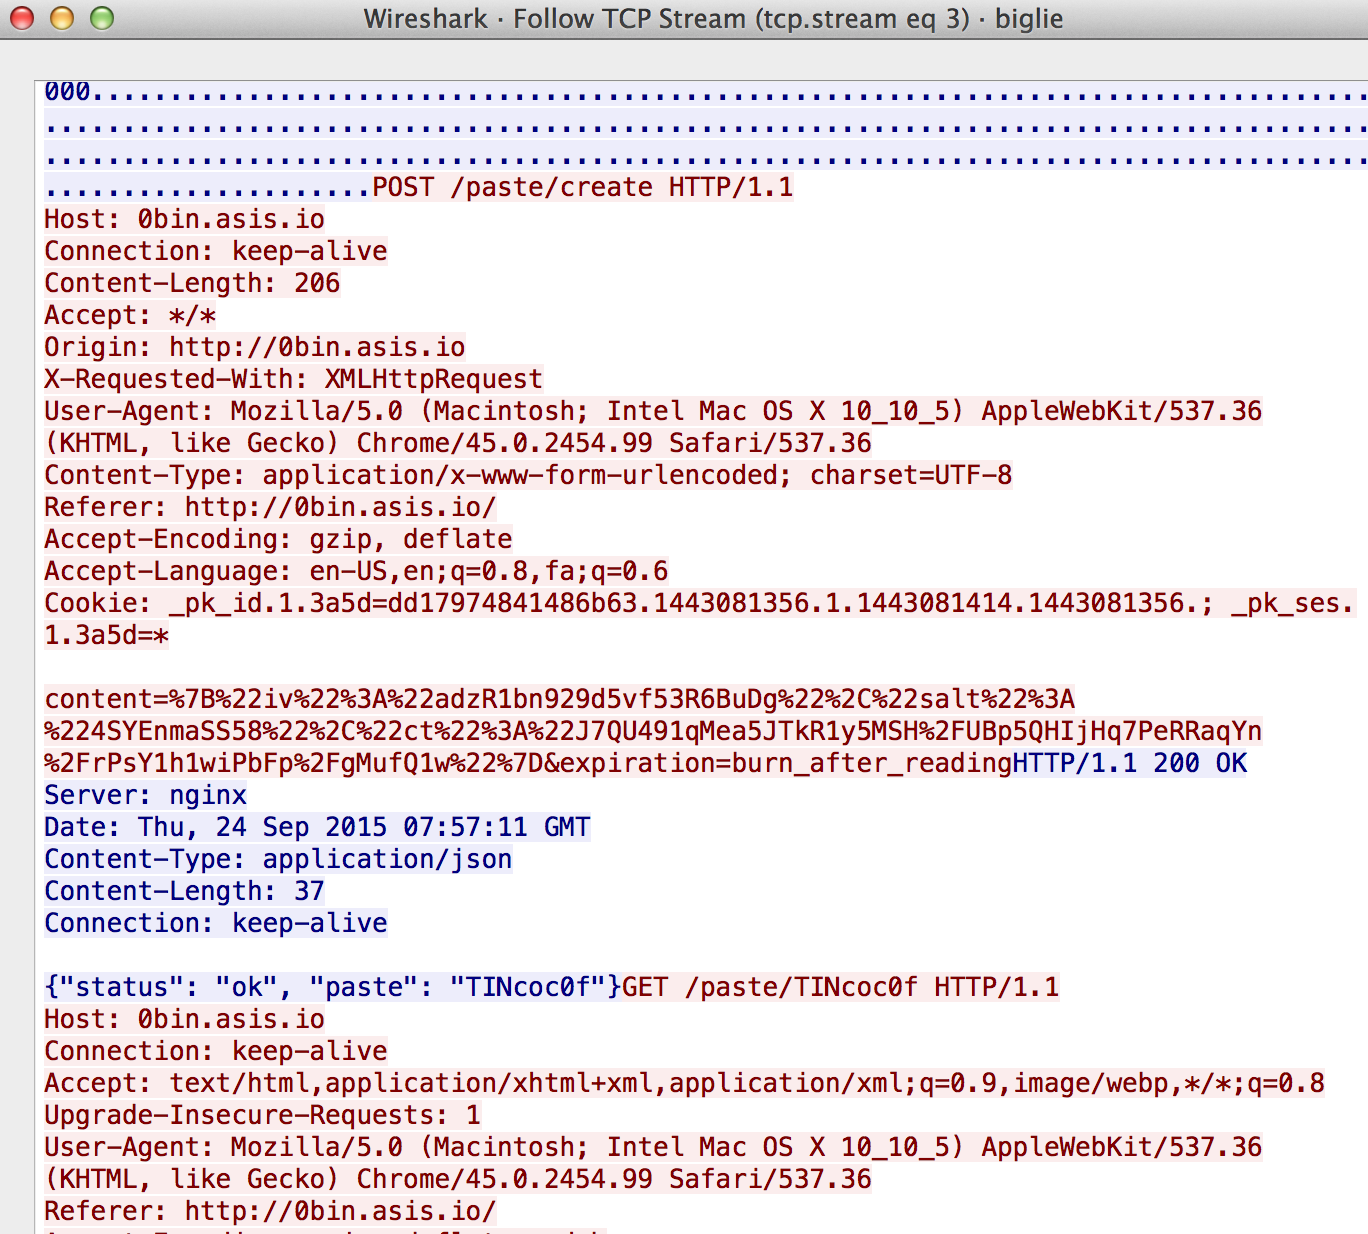 Wireshark · Follow TCP Stream (tcp.stream eq 3) · biglie
000.....................................................................................
.....................................................................................
.....................................................................................
.....................POST /paste/create HTTP/1.1
Host: 0bin.asis.io
Connection: keep-alive
Content-Length: 206
Accept: */*
Origin: http://0bin.asis.io
X-Requested-With: XMLHttpRequest
User-Agent: Mozilla/5.0 (Macintosh; Intel Mac OS X 10_10_5) AppleWebKit/537.36
(KHTML, like Gecko) Chrome/45.0.2454.99 Safari/537.36
Content-Type: application/x-www-form-urlencoded; charset=UTF-8
Referer: http://0bin.asis.io/
Accept-Encoding: gzip, deflate
Accept-Language: en-US,en;q=0.8,fa;q=0.6
Cookie: _pk_id.1.3a5d=dd17974841486b63.1443081356.1.1443081414.1443081356.; _pk_ses.
1.3a5d=*
content=%7B%22iv%22%3A%22adzR1bn929d5vf53R6BuDg%22%2C%22salt%22%3A
%224SYEnmaSS58%22%2C%22ct%22%3A%22J7QU491qMea5JTkR1y5MSH%2FUBp5QHIjHq7PeRRaqYn
%2FrPsY1h1wiPbFp%2FgMufQ1w%22%7D&expiration=burn_after_readingHTTP/1.1 200 OK
Server: nginx
Date: Thu, 24 Sep 2015 07:57:11 GMT
Content-Type: application/json
Content-Length: 37
Connection: keep-alive
{"status": "ok", "paste": "TINcoc0f"}GET /paste/TINcoc0f HTTP/1.1
Host: 0bin.asis.io
Connection: keep-alive
Accept: text/html,application/xhtml+xml,application/xml;q=0.9,image/webp,*/*;q=0.8
Upgrade-Insecure-Requests: 1
User-Agent: Mozilla/5.0 (Macintosh; Intel Mac OS X 10_10_5) AppleWebKit/537.36
(KHTML, like Gecko) Chrome/45.0.2454.99 Safari/537.36
Referer: http://0bin.asis.io/